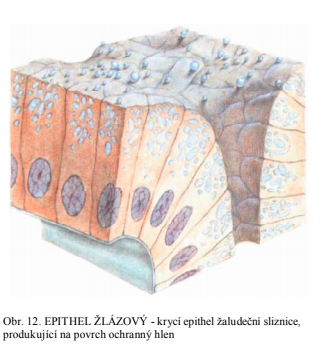 Obr. 12. EPITHEL ŽLÁZOVÝ - krycí epithel žaludeční sliznice,
produkující na povrch ochranný hlen